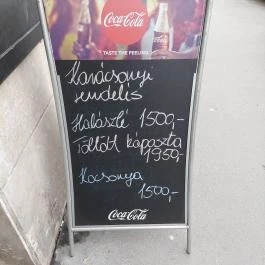 Coca-Cola
TASTE THE FEELING
Karácsonyi
rendelés
Halászlé 1500,-
Töltött káposzta
1950,-
Kocsonya
1500,-
Coca-Cola